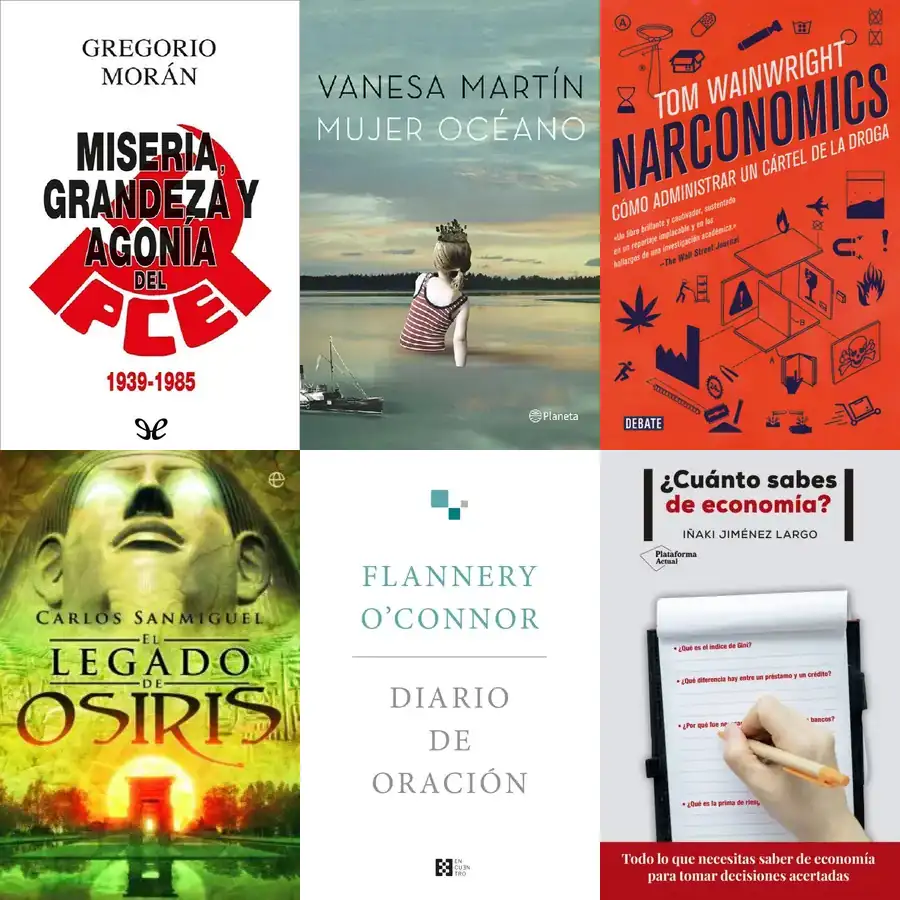 GREGORIO
MORÁN
MISERIA,
GRANDEZA Y
AGONÍA
DEL
PCE
1939-1985
VANESA MARTÍN
MUJER OCÉANO
Planeta
TOM WAINWRIGHT
NARCONOMICS
CÓMO ADMINISTRAR UN CÁRTEL DE LA DROGA
«Un libro brillante y cautivador, sustentado
en un reportaje implacable y en los
hallazgos de una investigación académica.»
—The Wall Street Journal
A
B
A
DEBATE
e
CARLOS SANMIGUEL
EL
LEGADO
DE
OSIRIS
FLANNERY
O'CONNOR
DIARIO
DE
ORACIÓN
EN
CUEN
TRO
¿Cuánto sabes
de economía?
IÑAKI JIMÉNEZ LARGO
Plataforma
Actual
• ¿Qué es el índice de Gini?
• ¿Qué diferencia hay entre un préstamo y un crédito?
• ¿Por qué fue bancos?
• ¿Qué es la prima de
Todo lo que necesitas saber de economía
para tomar decisiones acertadas